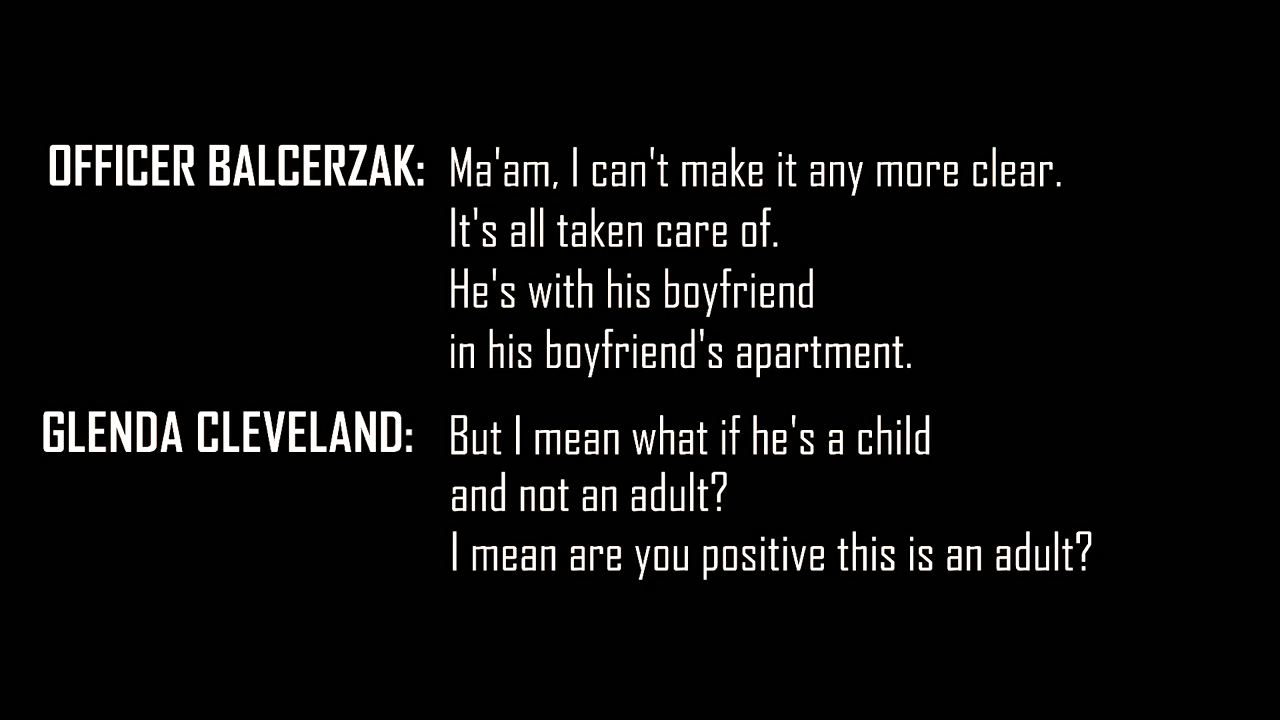 OFFICER BALCERZAK: Ma'am, I can't make it any more clear.
It's all taken care of.
He's with his boyfriend
in his boyfriend's apartment.
GLENDA CLEVELAND: But I mean what if he's a child
and not an adult?
I mean are you positive this is an adult?